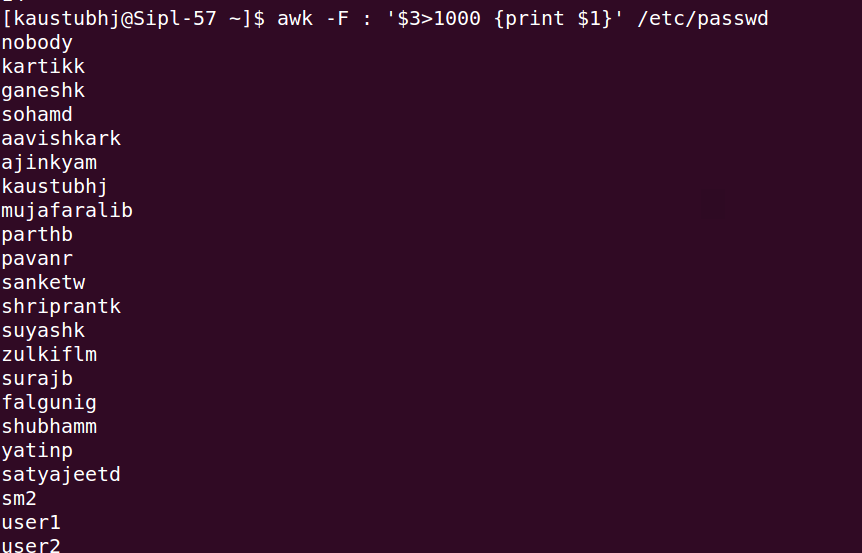 [kaustubhj@Sipl-57 ~]$ awk -F : '$3>1000 {print $1}' /etc/passwd
nobody
kartikk
ganeshk
sohamd
aavishkark
ajinkyam
kaustubhj
mujafaralib
parthb
pavanr
sanketw
shriprantk
suyashk
zulkiflm
surajb
falgunig
shubhamm
yatinp
satyajeetd
sm2
user1
user2